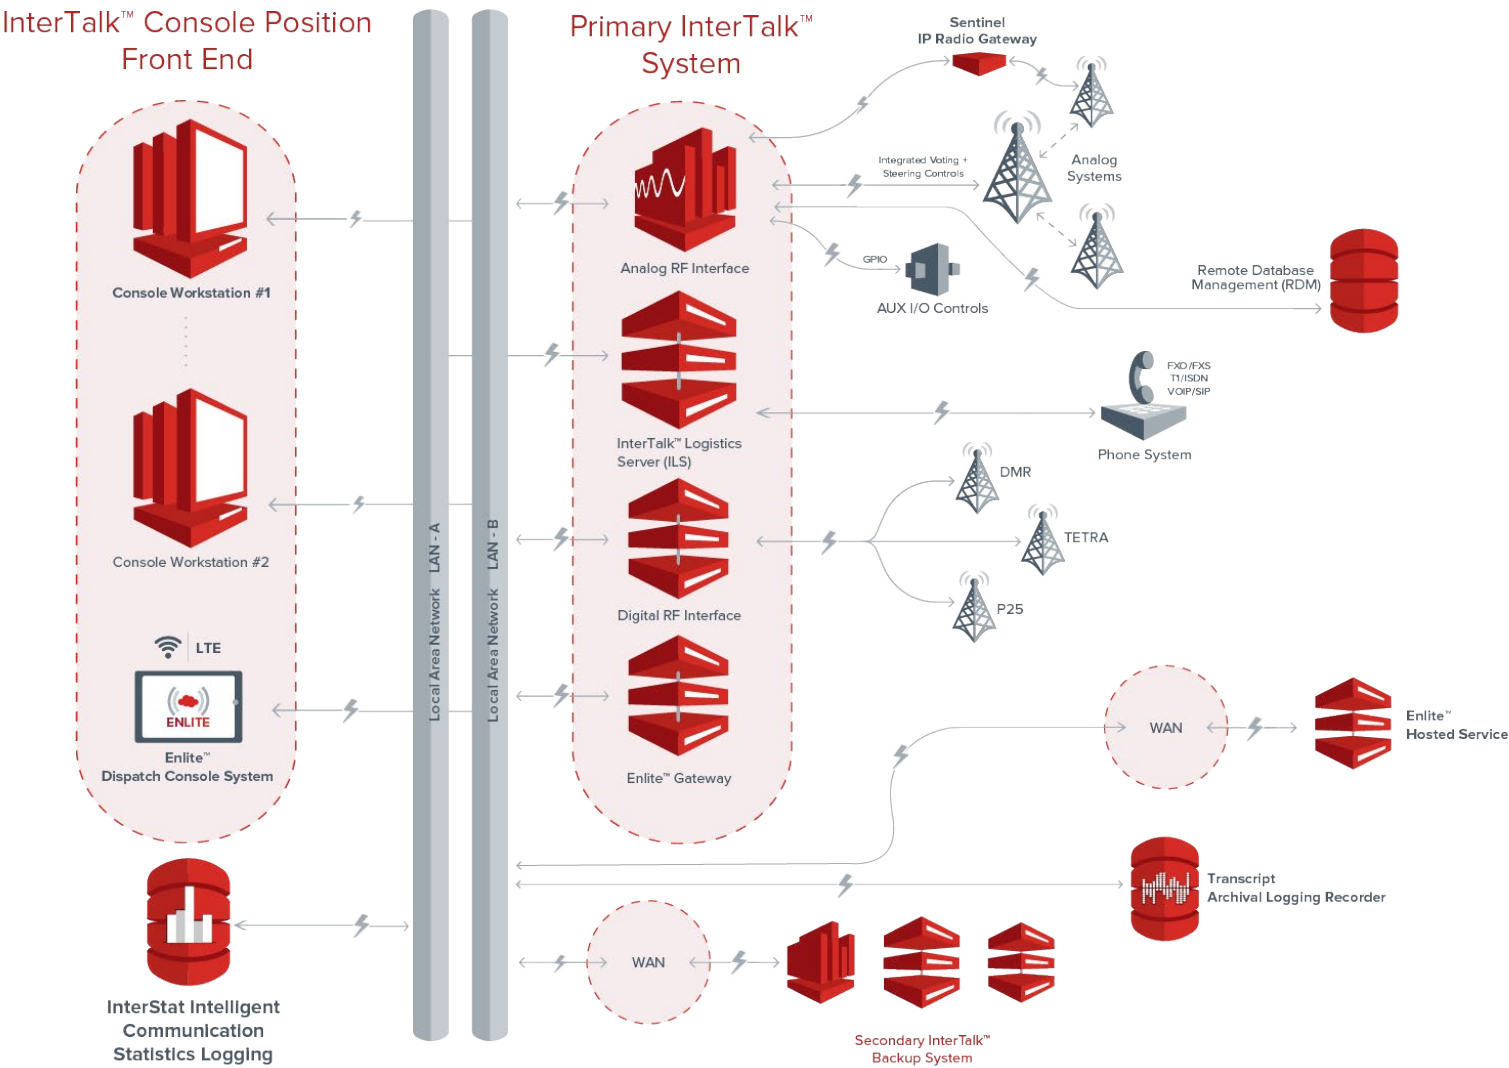 InterTalk™ Console Position
Front End
Primary InterTalk™
System
Sentinel
IP Radio Gateway
Integrated Voting +
Steering Controls
Analog
Systems
Analog RF Interface
GPIO
AUX I/O Controls
Remote Database
Management (RDM)
Console Workstation #1
FXO/FXS
T1/ISDN
VOIP/SIP
Phone System
InterTalk™ Logistics
Server (ILS)
DMR
TETRA
P25
Console Workstation #2
Local Area Network LAN - A
Local Area Network LAN - B
Digital RF Interface
LTE
ENLITE
Enlite™
Dispatch Console System
Enlite™ Gateway
WAN
Enlite™
Hosted Service
Transcript
Archival Logging Recorder
WAN
InterStat Intelligent
Communication
Statistics Logging
Secondary InterTalk™
Backup System